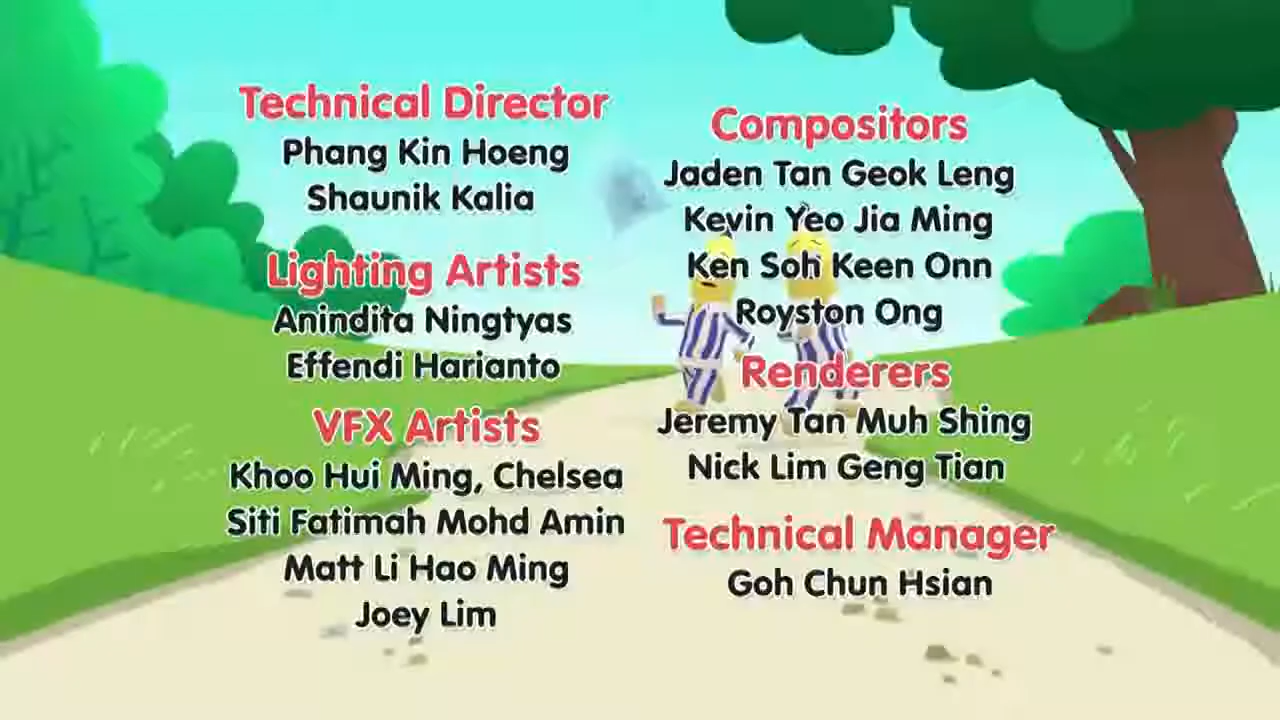 Technical Director
Phang Kin Hoeng
Shaunik Kalia
Lighting Artists
Anindita Ningtyas
Effendi Harianto
VFX Artists
Khoo Hui Ming, Chelsea
Siti Fatimah Mohd Amin
Matt Li Hao Ming
Joey Lim
Compositors
Jaden Tan Geok Leng
Kevin Yeo Jia Ming
Ken Soh Keen Onn
Royston Ong
Renderers
Jeremy Tan Muh Shing
Nick Lim Geng Tian
Technical Manager
Goh Chun Hsian